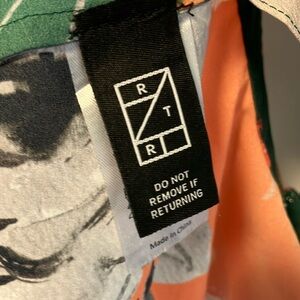 R
T
R
DO NOT
REMOVE IF
RETURNING
Made in China